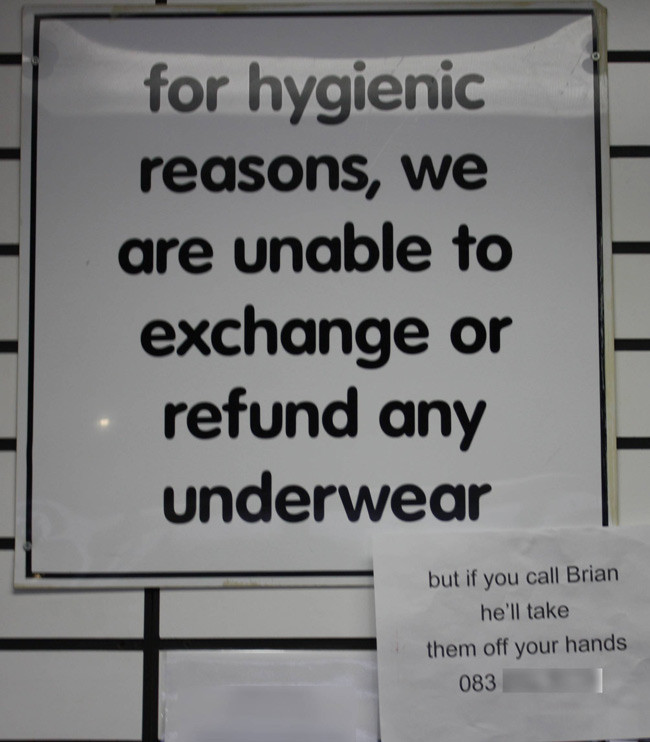 for hygienic
reasons, we
are unable to
exchange or
refund any
underwear
but if you call Brian
he'll take
them off your hands
083